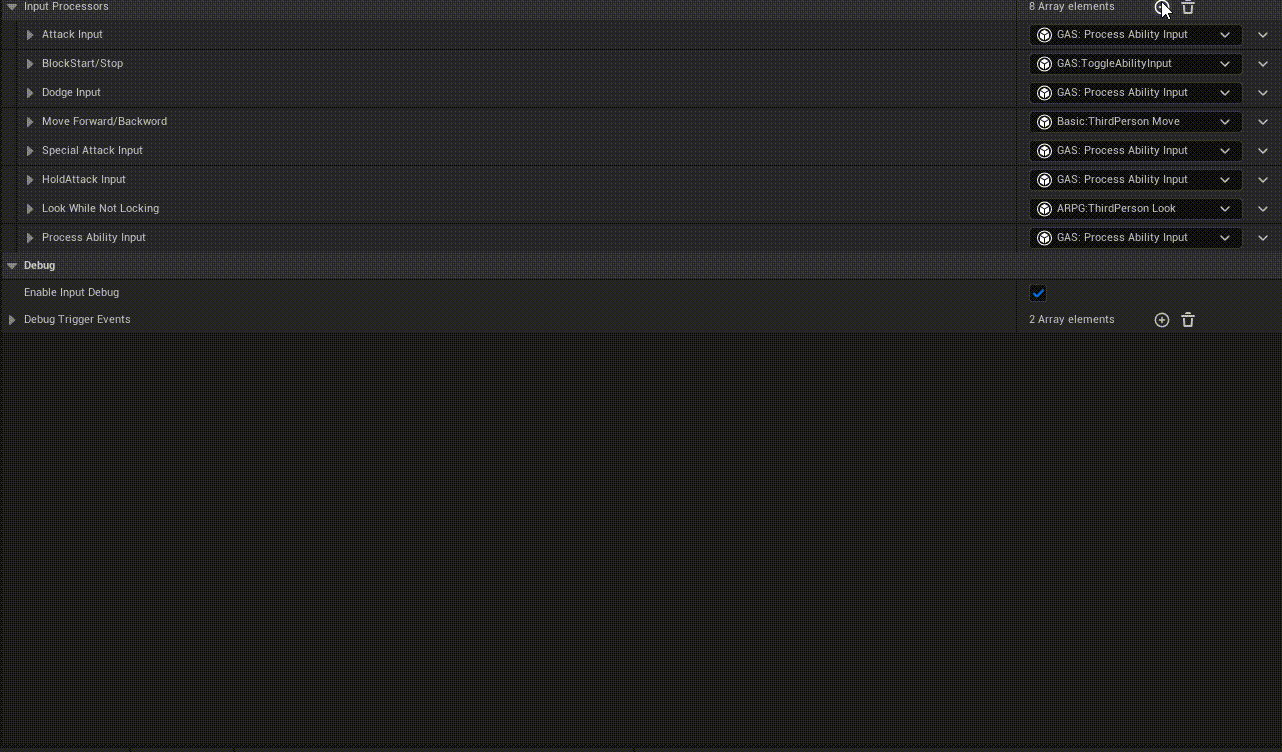 Input Processors 8 Array elements
Attack Input GAS: Process Ability Input
BlockStart/Stop GAS:ToggleAbilityInput
Dodge Input GAS: Process Ability Input
Move Forward/Backword Basic:ThirdPerson Move
Special Attack Input GAS: Process Ability Input
HoldAttack Input GAS: Process Ability Input
Look While Not Locking ARPG:ThirdPerson Look
Process Ability Input GAS: Process Ability Input
Debug
Enable Input Debug
Debug Trigger Events 2 Array elements